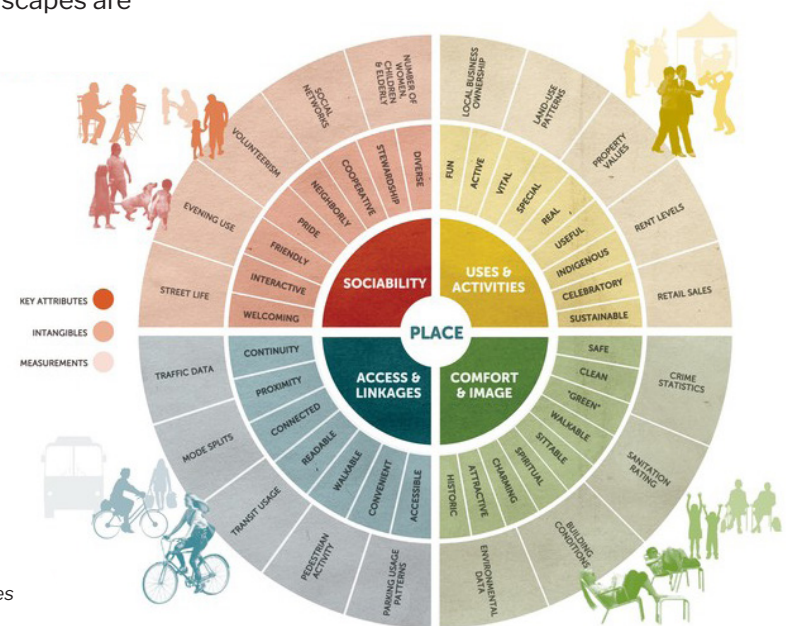 scapes are
NUMBER OF
WOMEN,
CHILDREN
& ELDERLY
SOCIAL
NETWORKS
VOLUNTEERISM
EVENING USE
STREET LIFE
LOCAL BUSINESS
OWNERSHIP
LAND-USE
PATTERNS
PROPERTY
VALUES
RENT LEVELS
RETAIL SALES
DIVERSE
STEWARDSHIP
COOPERATIVE
NEIGHBORLY
PRIDE
FRIENDLY
INTERACTIVE
WELCOMING
FUN
ACTIVE
VITAL
SPECIAL
REAL
USEFUL
INDIGENOUS
CELEBRATORY
SUSTAINABLE
SOCIABILITY
USES &
ACTIVITIES
PLACE
ACCESS &
LINKAGES
COMFORT
& IMAGE
KEY ATTRIBUTES
INTANGIBLES
MEASUREMENTS
CONTINUITY
PROXIMITY
CONNECTED
READABLE
WALKABLE
CONVENIENT
ACCESSIBLE
SAFE
CLEAN
"GREEN"
WALKABLE
SITTABLE
SPIRITUAL
CHARMING
ATTRACTIVE
HISTORIC
TRAFFIC DATA
MODE SPLITS
TRANSIT USAGE
PEDESTRIAN
ACTIVITY
PARKING USAGE
PATTERNS
CRIME
STATISTICS
SANITATION
RATING
BUILDING
CONDITIONS
ENVIRONMENTAL
DATA
es